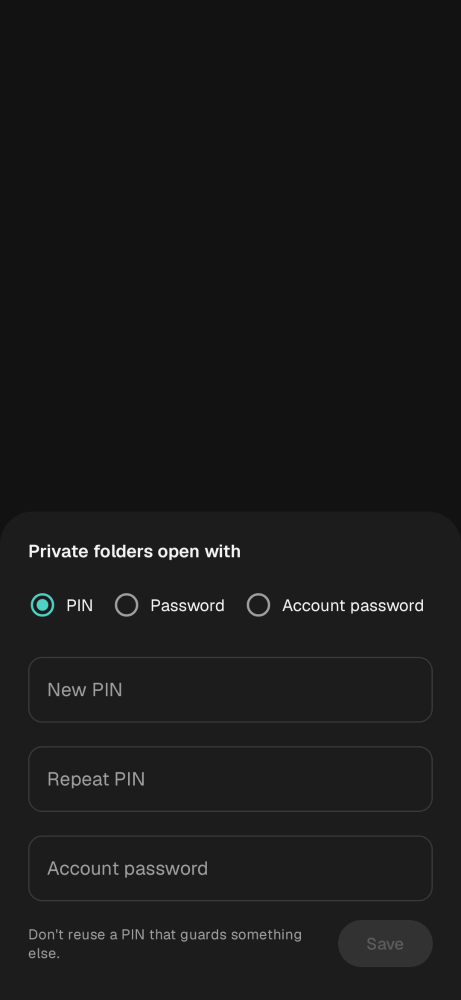 Private folders open with
PIN Password Account password
New PIN
Repeat PIN
Account password
Don't reuse a PIN that guards something
else.
Save